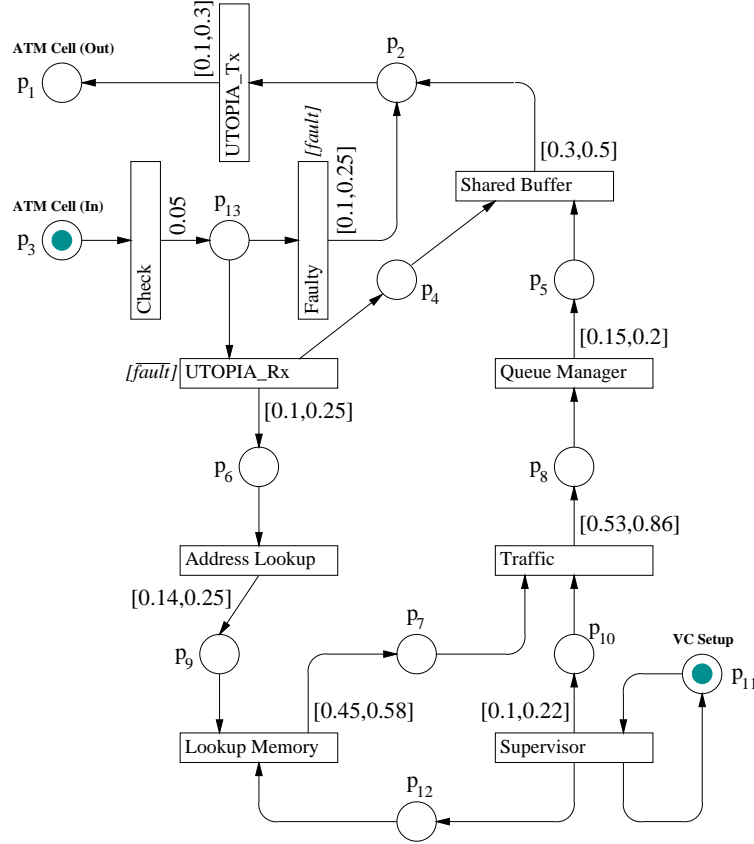 ATM Cell (Out)
p1
UTOPIA_Tx
[0.1,0.3]
p2
[fault]
[0.3,0.5]
Shared Buffer
ATM Cell (In)
p3
Check
0.05
p13
Faulty
[0.1,0.25]
p4
p5
[0.15,0.2]
[fault]
UTOPIA_Rx
Queue Manager
[0.1,0.25]
p6
p8
[0.53,0.86]
Address Lookup
Traffic
[0.14,0.25]
p7
p10
VC Setup
p9
p11
[0.45,0.58]
[0.1,0.22]
Lookup Memory
Supervisor
p12